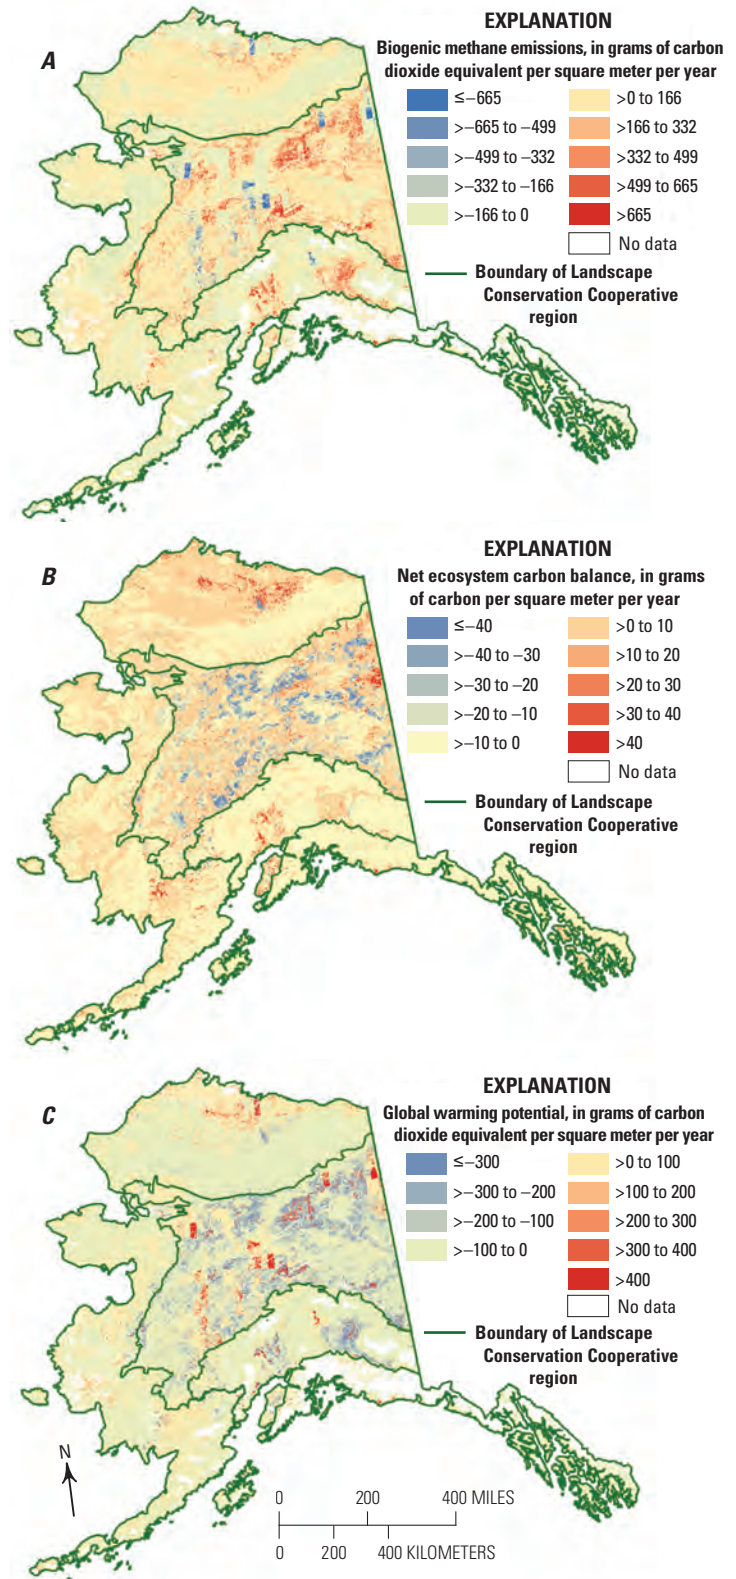 A
EXPLANATION
Biogenic methane emissions, in grams of carbon
dioxide equivalent per square meter per year
≤−665
>−665 to −499
>−499 to −332
>−332 to −166
>−166 to 0
>0 to 166
>166 to 332
>332 to 499
>499 to 665
>665
No data
Boundary of Landscape
Conservation Cooperative
region
B
EXPLANATION
Net ecosystem carbon balance, in grams
of carbon per square meter per year
≤−40
>−40 to −30
>−30 to −20
>−20 to −10
>−10 to 0
>0 to 10
>10 to 20
>20 to 30
>30 to 40
>40
No data
Boundary of Landscape
Conservation Cooperative
region
C
EXPLANATION
Global warming potential, in grams of carbon
dioxide equivalent per square meter per year
≤−300
>−300 to −200
>−200 to −100
>−100 to 0
>0 to 100
>100 to 200
>200 to 300
>300 to 400
>400
No data
Boundary of Landscape
Conservation Cooperative
region
N
0 200 400 MILES
0 200 400 KILOMETERS